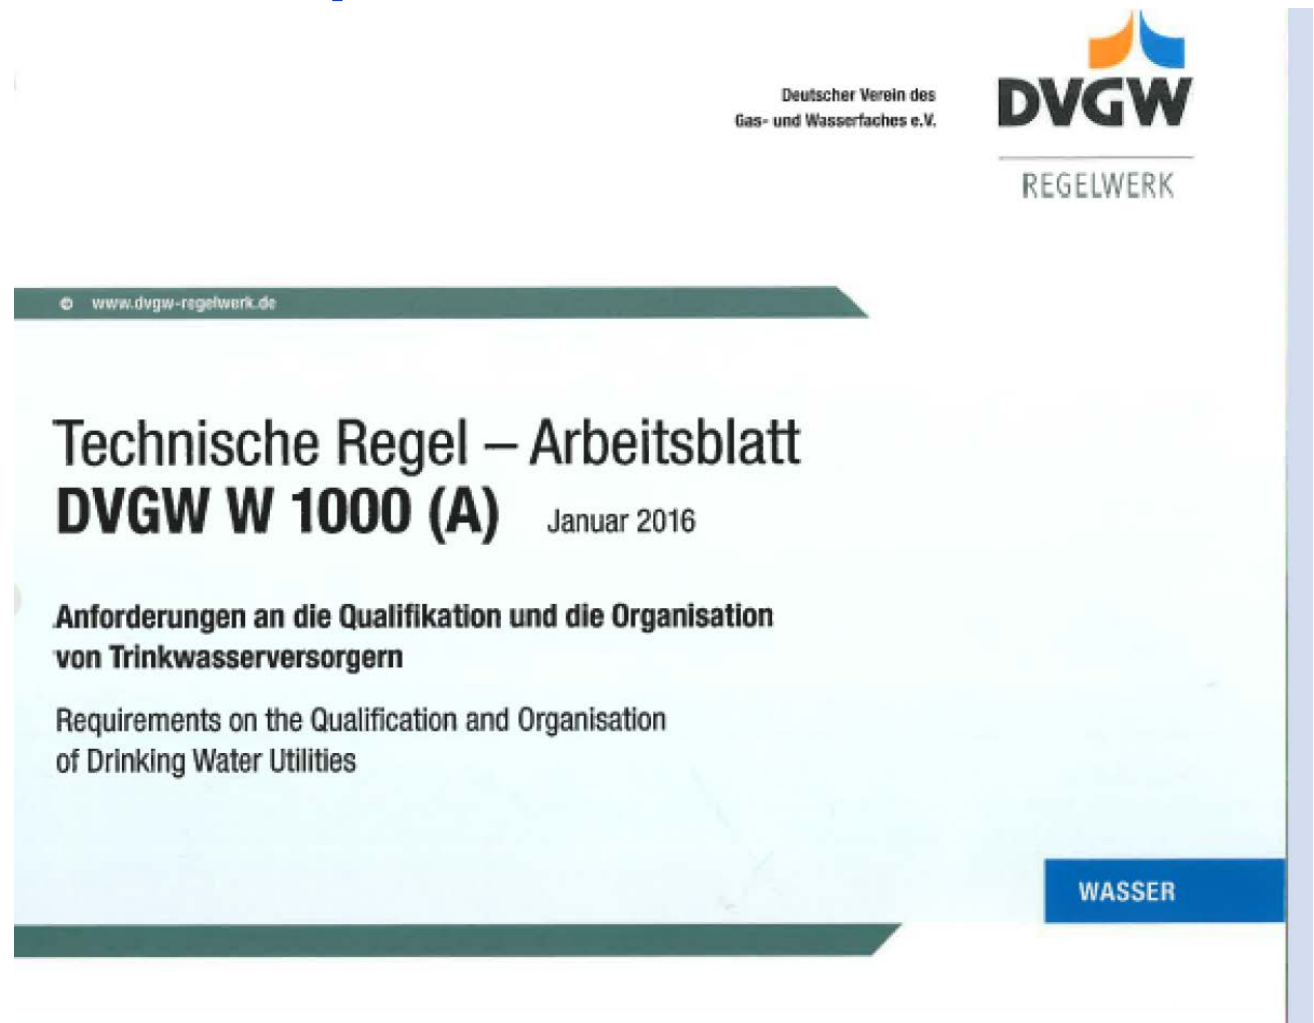 Deutscher Verein des
Gas- und Wasserfaches e.V.
DVGW
REGELWERK
© www.dvgw-regelwerk.de
Technische Regel – Arbeitsblatt
DVGW W 1000 (A) Januar 2016
Anforderungen an die Qualifikation und die Organisation
von Trinkwasserversorgern
Requirements on the Qualification and Organisation
of Drinking Water Utilities
WASSER